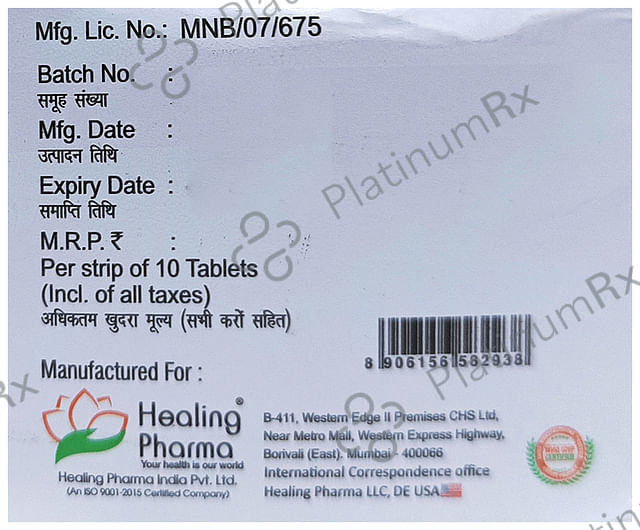 Mfg. Lic. No.: MNB/07/675
Batch No. :
समूह संख्या
Mfg. Date :
उत्पादन तिथि
Expiry Date :
समाप्ति तिथि
M.R.P. ₹ :
Per strip of 10 Tablets
(Incl. of all taxes)
अधिकतम खुदरा मूल्य (सभी करों सहित)
8 906156 582938
Manufactured For :
Healing®
Pharma
Your health is our world
Healing Pharma India Pvt. Ltd.
(An ISO 9001-2015 Certified Company)
B-411, Western Edge II Premises CHS Ltd,
Near Metro Mall, Western Express Highway,
Borivali (East). Mumbai 400066
International Correspondence office
Healing Pharma LLC, DE USA
WHO GMP
CERTIFIED
PlatinumRx
PlatinumRx